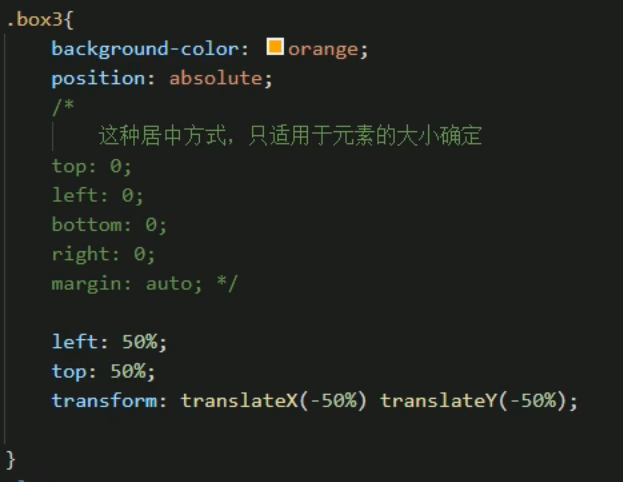 .box3{
background-color: orange;
position: absolute;
/*
这种居中方式，只适用于元素的大小确定
top: 0;
left: 0;
bottom: 0;
right: 0;
margin: auto; */
left: 50%;
top: 50%;
transform: translateX(-50%) translateY(-50%);
}